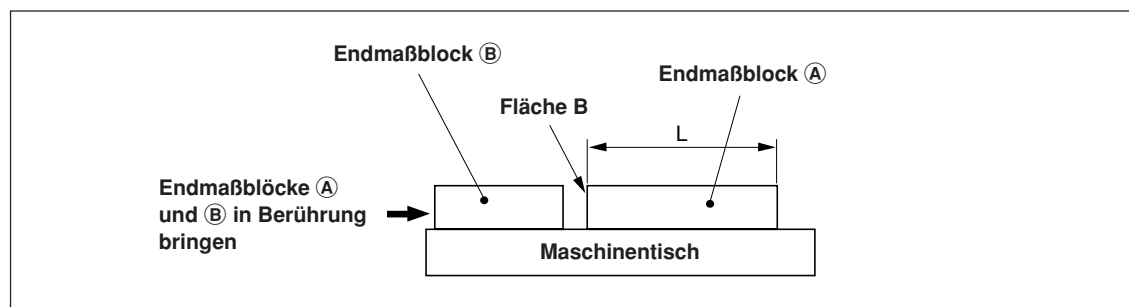 Endmaßblock Ⓑ
Endmaßblock Ⓐ
Fläche B
L
Endmaßblöcke Ⓐ
und Ⓑ in Berührung
bringen
Maschinentisch